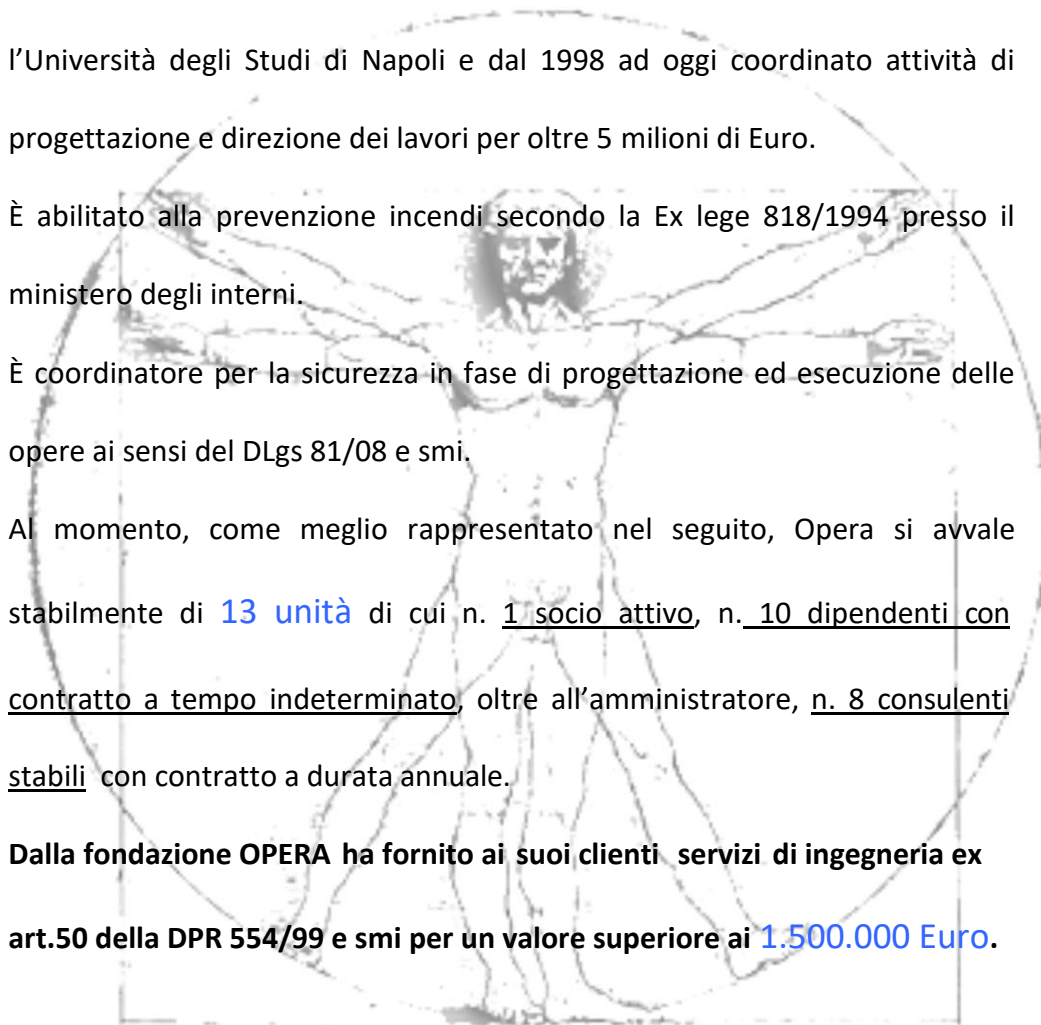 l’Università degli Studi di Napoli e dal 1998 ad oggi coordinato attività di
progettazione e direzione dei lavori per oltre 5 milioni di Euro.
È abilitato alla prevenzione incendi secondo la Ex lege 818/1994 presso il
ministero degli interni.
È coordinatore per la sicurezza in fase di progettazione ed esecuzione delle
opere ai sensi del DLgs 81/08 e smi.
Al momento, come meglio rappresentato nel seguito, Opera si avvale
stabilmente di 13 unità di cui n. 1 socio attivo, n. 10 dipendenti con
contratto a tempo indeterminato, oltre all’amministratore, n. 8 consulenti
stabili con contratto a durata annuale.
Dalla fondazione OPERA ha fornito ai suoi clienti servizi di ingegneria ex
art.50 della DPR 554/99 e smi per un valore superiore ai 1.500.000 Euro.